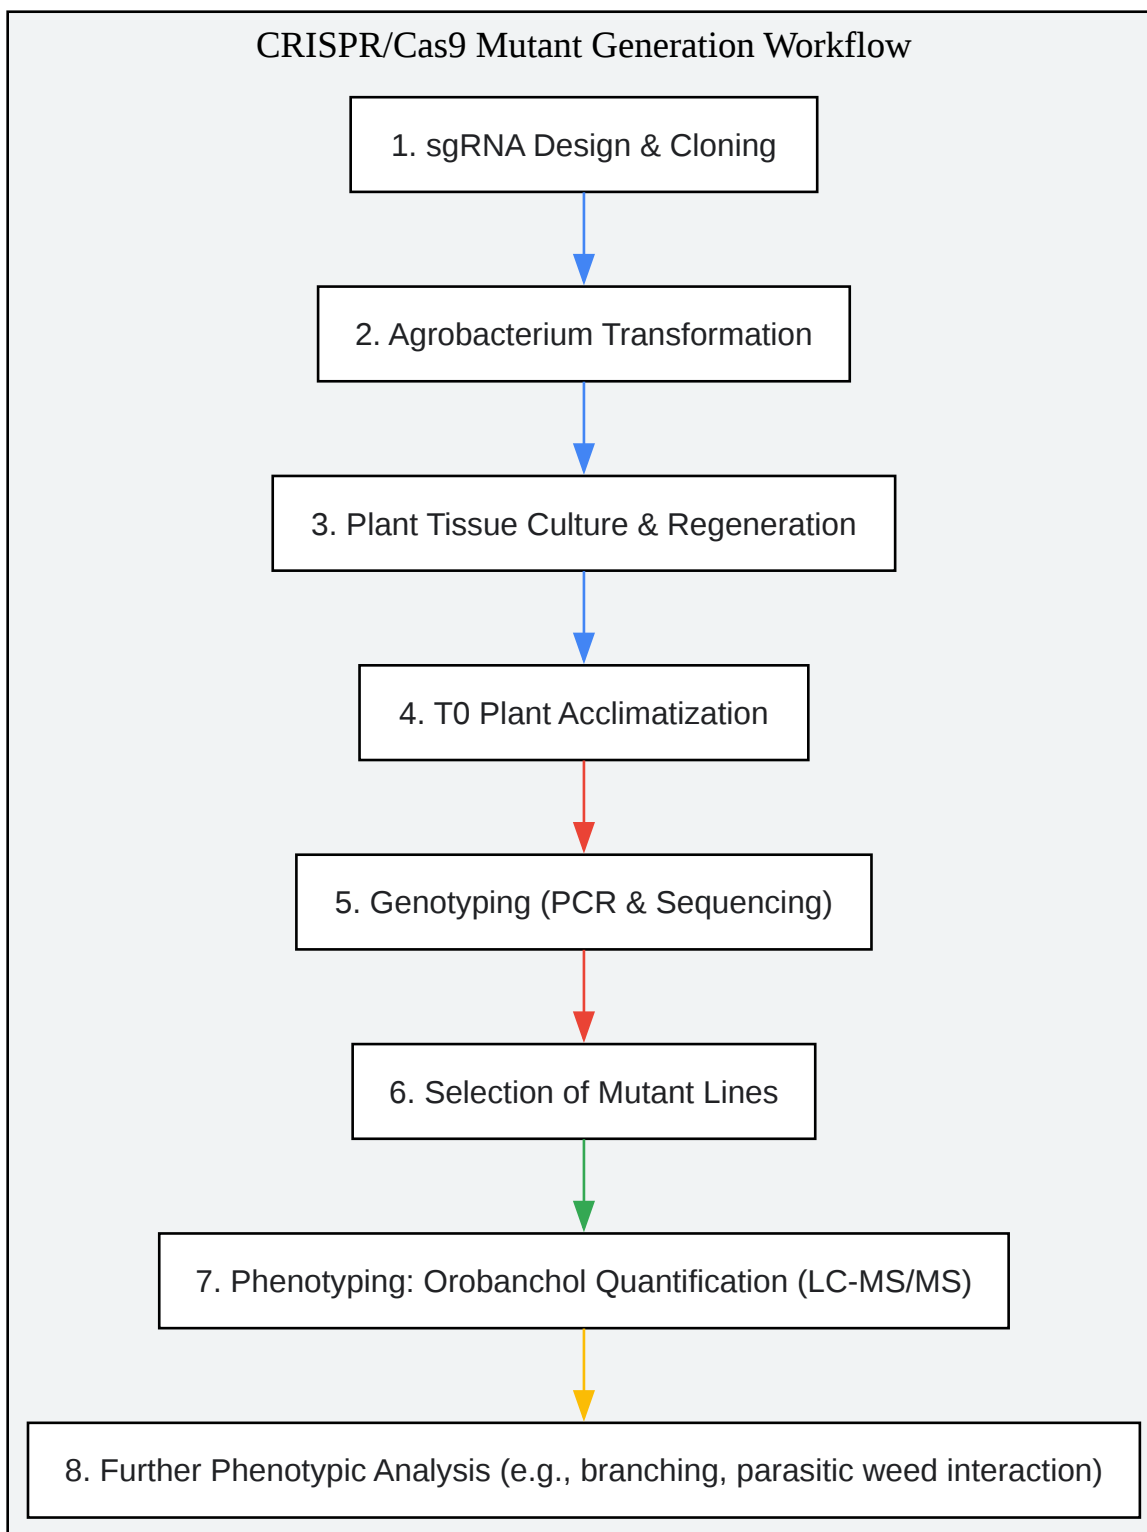 CRISPR/Cas9 Mutant Generation Workflow
1. sgRNA Design & Cloning
2. Agrobacterium Transformation
3. Plant Tissue Culture & Regeneration
4. T0 Plant Acclimatization
5. Genotyping (PCR & Sequencing)
6. Selection of Mutant Lines
7. Phenotyping: Orobanchol Quantification (LC-MS/MS)
8. Further Phenotypic Analysis (e.g., branching, parasitic weed interaction)